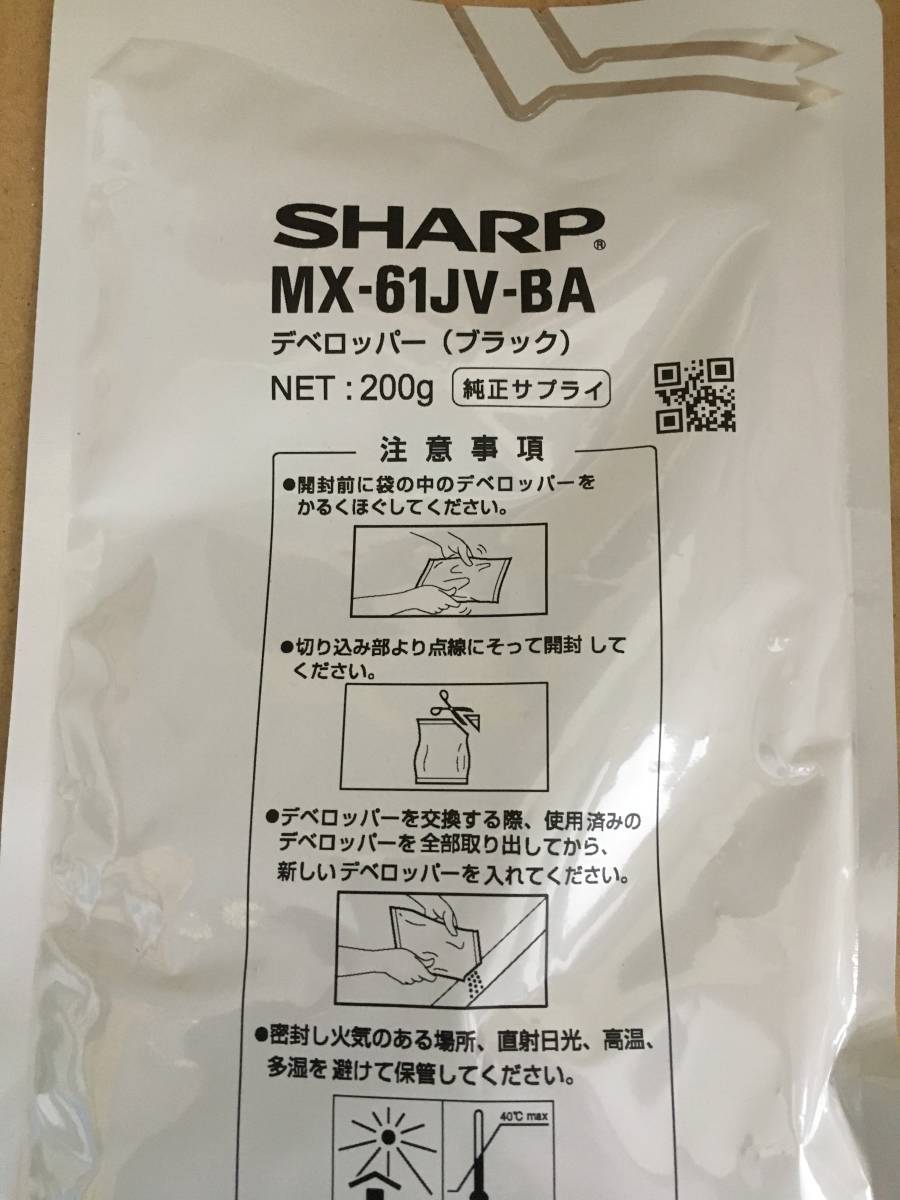 SHARP®
MX-61JV-BA
デベロッパー（ブラック）
NET : 200g 純正サプライ
注意事項
●開封前に袋の中のデベロッパーを
かるくほぐしてください。
●切り込み部より点線にそって開封 して
ください。
●デベロッパーを交換する際、使用済みの
デベロッパーを全部取り出してから、
新しいデベロッパーを入れてください。
●密封し火気のある場所、直射日光、高温、
多湿を避けて保管してください。
40℃ max